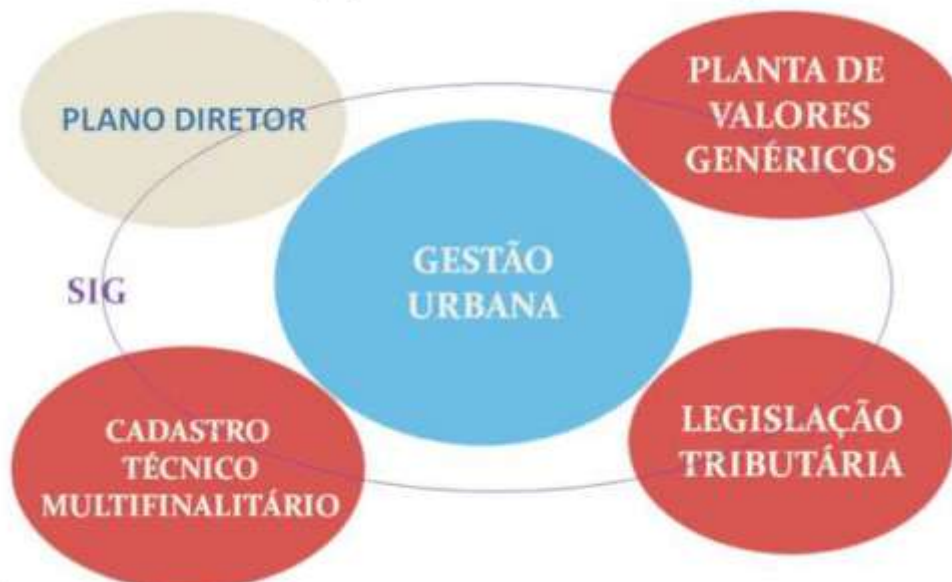 PLANO DIRETOR
PLANTA DE
VALORES
GENÉRICOS
GESTÃO
URBANA
SIG
CADASTRO
TÉCNICO
MULTIFINALITÁRIO
LEGISLAÇÃO
TRIBUTÁRIA